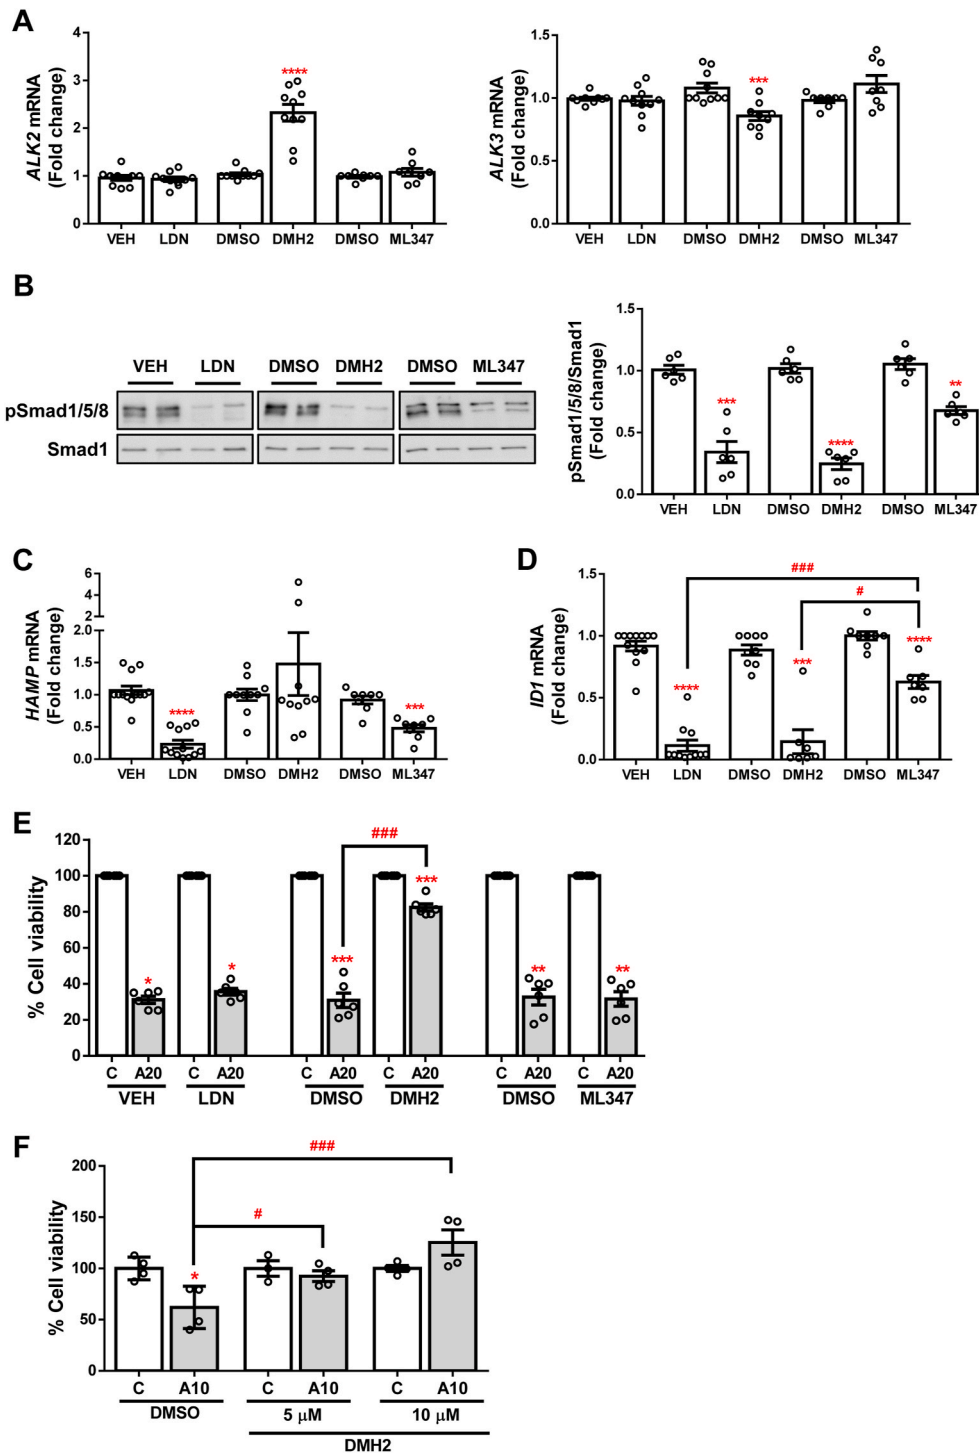 A
ALK2 mRNA
(Fold change)
4
3
2
1
0
****
VEH LDN DMSO DMH2 DMSO ML347
ALK3 mRNA
(Fold change)
1.5
1.0
0.5
0.0
***
VEH LDN DMSO DMH2 DMSO ML347
B
VEH LDN DMSO DMH2 DMSO ML347
pSmad1/5/8
Smad1
pSmad1/5/8/Smad1
(Fold change)
1.5
1.0
0.5
0.0
*** **** **
VEH LDN DMSO DMH2 DMSO ML347
C
HAMP mRNA
(Fold change)
6
4
2
2.0
1.5
1.0
0.5
0.0
**** ***
VEH LDN DMSO DMH2 DMSO ML347
D
ID1 mRNA
(Fold change)
1.5
1.0
0.5
0.0
###
#
**** *** ****
VEH LDN DMSO DMH2 DMSO ML347
E
% Cell viability
120
100
80
60
40
20
0
###
* * *** *** ** **
C A20 C A20 C A20 C A20 C A20 C A20
VEH LDN DMSO DMH2 DMSO ML347
F
% Cell viability
200
150
100
50
0
###
#
*
C A10 C A10 C A10
DMSO 5 μM 10 μM
DMH2